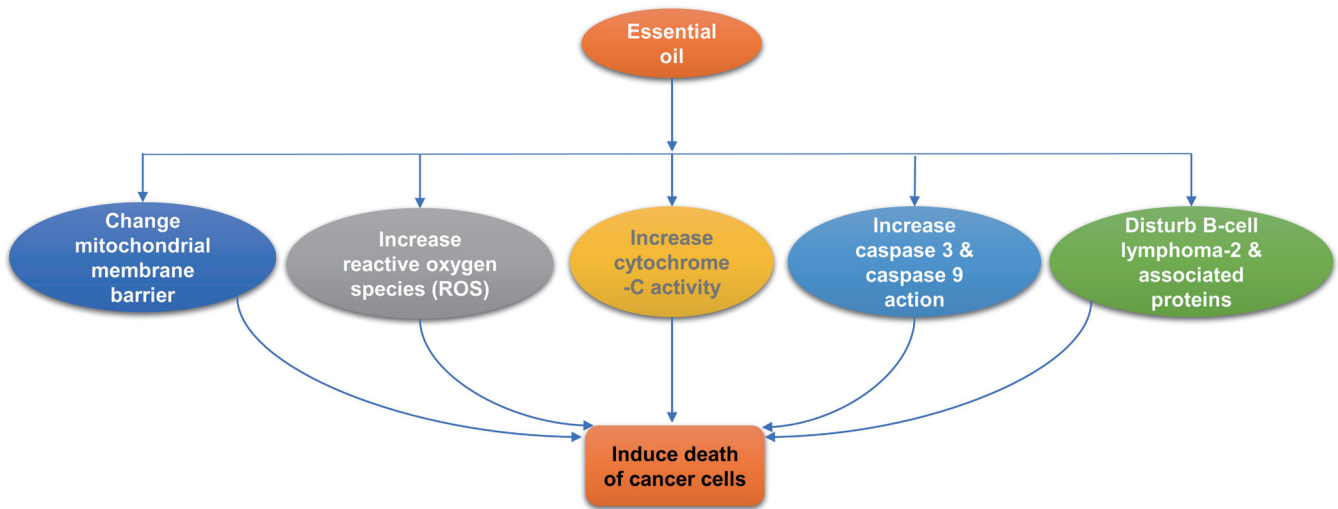 Essential
oil
Change
mitochondrial
membrane
barrier
Increase
reactive oxygen
species (ROS)
Increase
cytochrome
-C activity
Increase
caspase 3 &
caspase 9
action
Disturb B-cell
lymphoma-2 &
associated
proteins
Induce death
of cancer cells